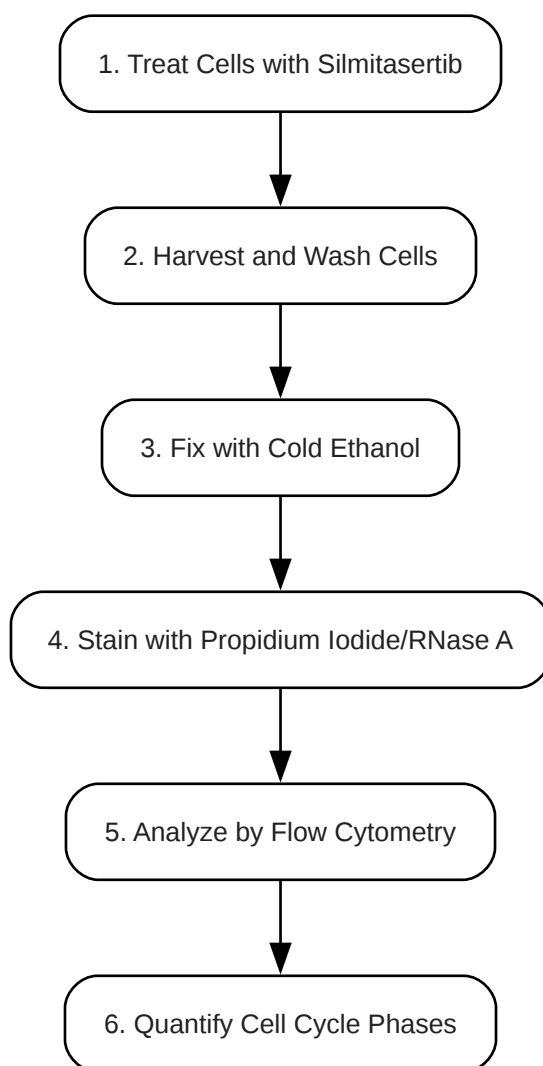 1. Treat Cells with Silmitasertib
2. Harvest and Wash Cells
3. Fix with Cold Ethanol
4. Stain with Propidium Iodide/RNase A
5. Analyze by Flow Cytometry
6. Quantify Cell Cycle Phases